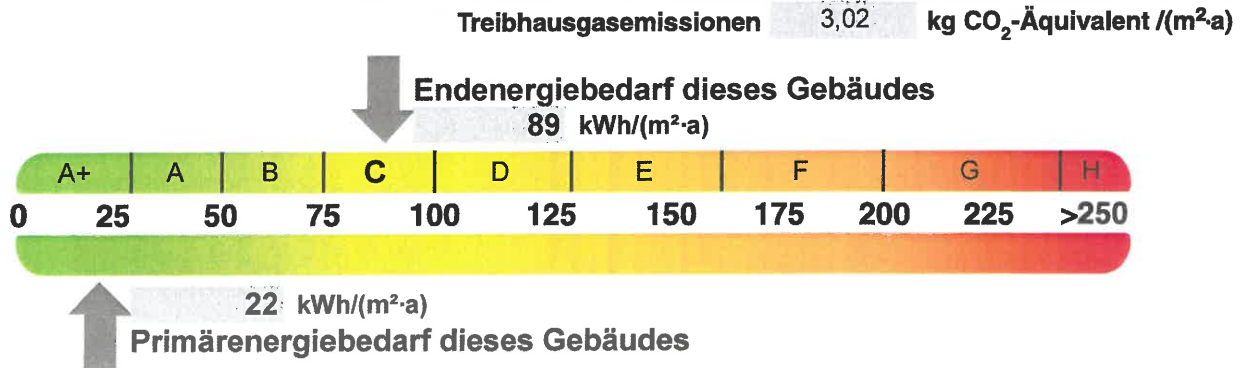 Treibhausgasemissionen 3,02 kg CO₂-Äquivalent /(m²·a)
Endenergiebedarf dieses Gebäudes
89 kWh/(m²·a)
A+ A B C D E F G H
0 25 50 75 100 125 150 175 200 225 >250
22 kWh/(m²·a)
Primärenergiebedarf dieses Gebäudes